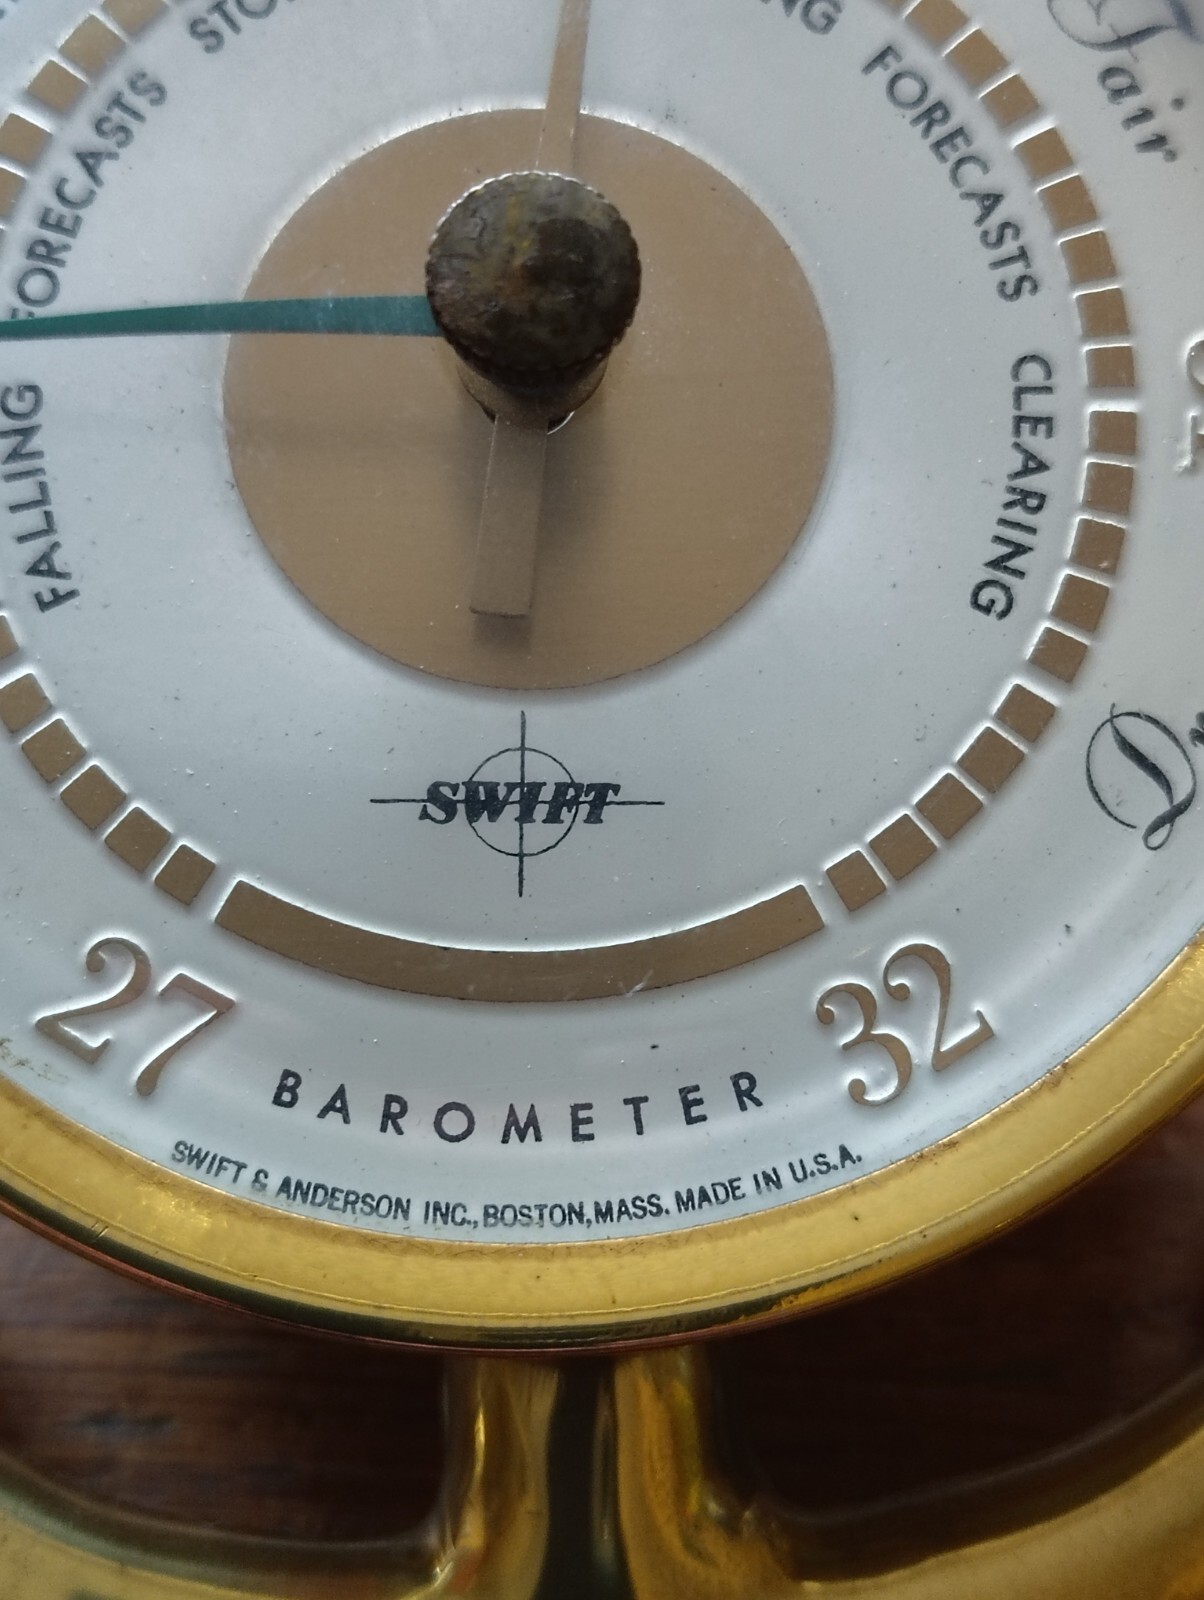 FALLING FORECASTS
FORECASTS CLEARING
Fair
SWIFT
27
32
BAROMETER
SWIFT & ANDERSON INC., BOSTON, MASS. MADE IN U.S.A.